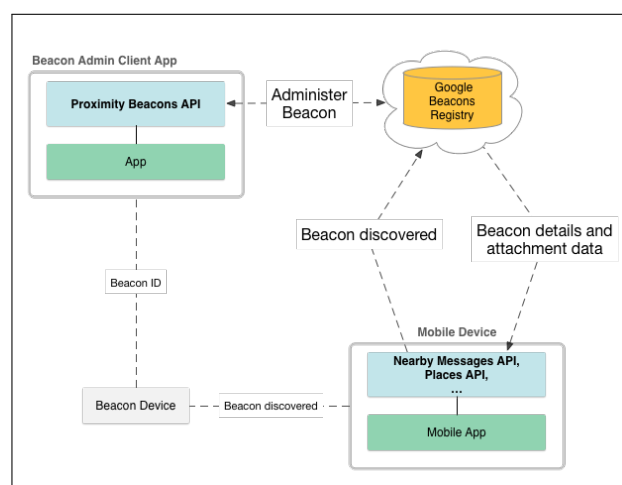 Beacon Admin Client App
Proximity Beacons API
App
Administer
Beacon
Google
Beacons
Registry
Beacon discovered
Beacon details and
attachment data
Beacon ID
Mobile Device
Nearby Messages API,
Places API,
...
Mobile App
Beacon Device
Beacon discovered